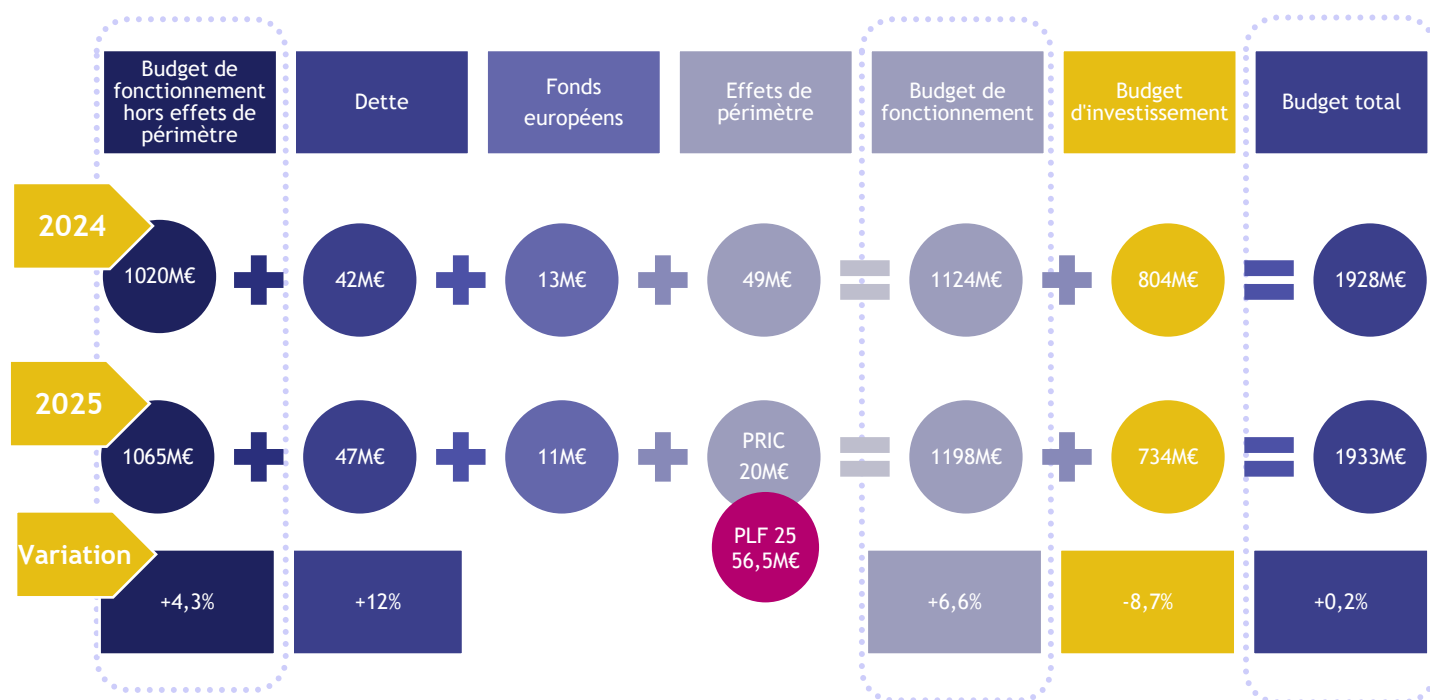 Budget de
fonctionnement
hors effets de
périmètre
Dette
Fonds
européens
Effets de
périmètre
Budget de
fonctionnement
Budget
d'investissement
Budget total
2024
1020M€
42M€
13M€
49M€
1124M€
804M€
1928M€
2025
1065M€
47M€
11M€
PRIC
20M€
1198M€
734M€
1933M€
PLF 25
56,5M€
Variation
+4,3%
+12%
+6,6%
-8,7%
+0,2%